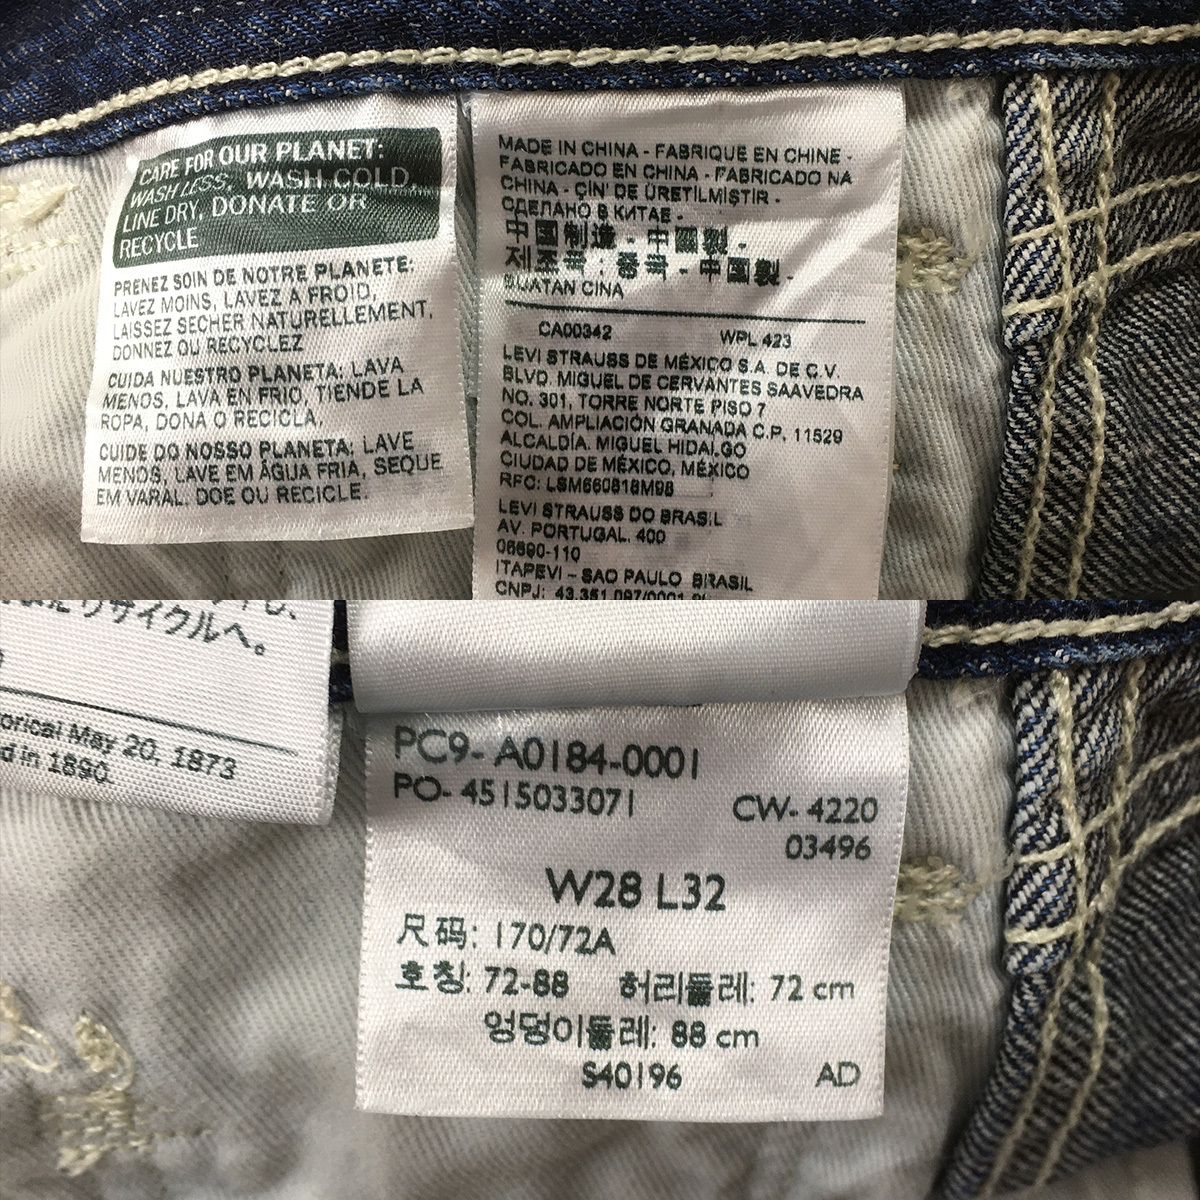 CARE FOR OUR PLANET:
WASH LESS, WASH COLD,
LINE DRY, DONATE OR
RECYCLE
PRENEZ SOIN DE NOTRE PLANETE:
LAVEZ MOINS, LAVEZ A FROID,
LAISSEZ SECHER NATURELLEMENT,
DONNEZ OU RECYCLEZ
CUIDA NUESTRO PLANETA: LAVA
MENOS, LAVA EN FRIO, TIENDE LA
ROPA, DONA O RECICLA.
CUIDE DO NOSSO PLANETA: LAVE
MENOS, LAVE EM ÁGUA FRIA, SEQUE
EM VARAL. DOE OU RECICLE.
MADE IN CHINA - FABRIQUE EN CHINE -
FABRICADO EN CHINA - FABRICADO NA
CHINA - ÇİN' DE ÜRETİLMİŞTİR -
СДЕЛАНО В КИТАЕ -
中国制造 - 中國製 -
제조국 : 중국 - 中國製 -
BUATAN CINA
CA00342 WPL 423
LEVI STRAUSS DE MÉXICO S.A. DE C.V.
BLVD. MIGUEL DE CERVANTES SAAVEDRA
NO. 301, TORRE NORTE PISO 7
COL. AMPLIACIÓN GRANADA C.P. 11529
ALCALDÍA. MIGUEL HIDALGO
CIUDAD DE MÉXICO, MÉXICO
RFC: LSM660818M98
LEVI STRAUSS DO BRASIL
AV. PORTUGAL. 400
06690-110
ITAPEVI - SAO PAULO BRASIL
CNPJ: 43.351.097/0001
リサイクルへ。
orical May 20, 1873
d in 1890.
PC9- A0184-0001
PO- 4515033071
CW- 4220
03496
W28 L32
尺码: 170/72A
호칭: 72-88 허리둘레: 72 cm
엉덩이둘레: 88 cm
S40196 AD